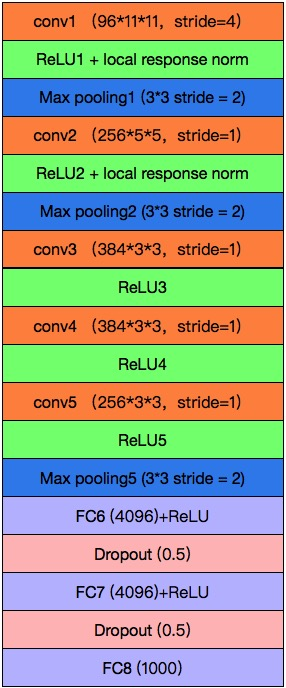 conv1 （96*11*11，stride=4）
ReLU1 + local response norm
Max pooling1 (3*3 stride = 2)
conv2 （256*5*5，stride=1）
ReLU2 + local response norm
Max pooling2 (3*3 stride = 2)
conv3 （384*3*3，stride=1）
ReLU3
conv4 （384*3*3，stride=1）
ReLU4
conv5 （256*3*3，stride=1）
ReLU5
Max pooling5 (3*3 stride = 2)
FC6 (4096)+ReLU
Dropout (0.5)
FC7 (4096)+ReLU
Dropout (0.5)
FC8 (1000)